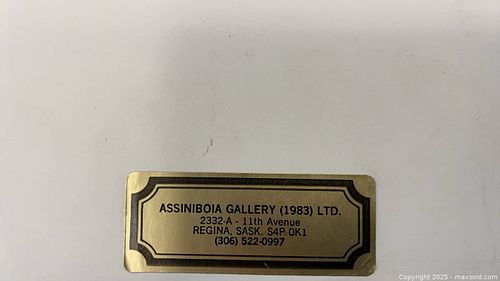 ASSINIBOIA GALLERY (1983) LTD.
2332-A - 11th Avenue
REGINA, SASK. S4P 0K1
(306) 522-0997
Copyright 2025 - maxsold.com